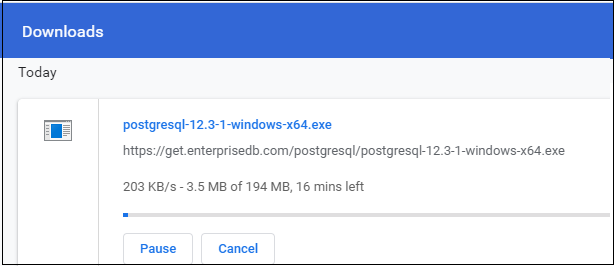 Downloads
Today
postgresql-12.3-1-windows-x64.exe
https://get.enterprisedb.com/postgresql/postgresql-12.3-1-windows-x64.exe
203 KB/s - 3.5 MB of 194 MB, 16 mins left
Pause Cancel